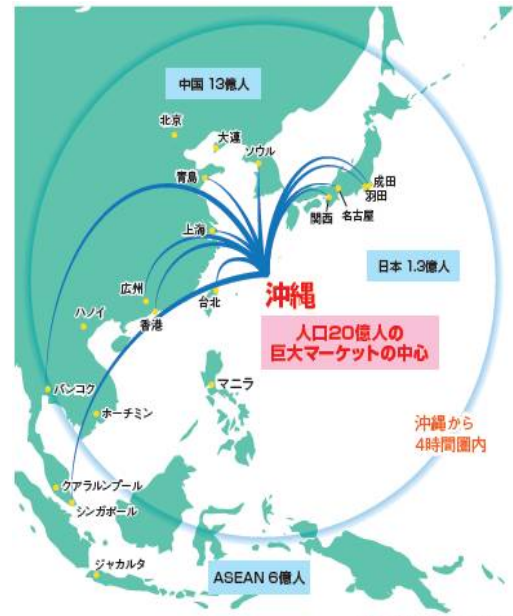 中国 13億人
北京
大連
ソウル
青島
成田
羽田
名古屋
関西
上海
日本 1.3億人
沖縄
広州
台北
香港
ハノイ
人口20億人の
巨大マーケットの中心
バンコク
マニラ
ホーチミン
沖縄から
4時間圏内
クアラルンプール
シンガポール
ジャカルタ
ASEAN 6億人